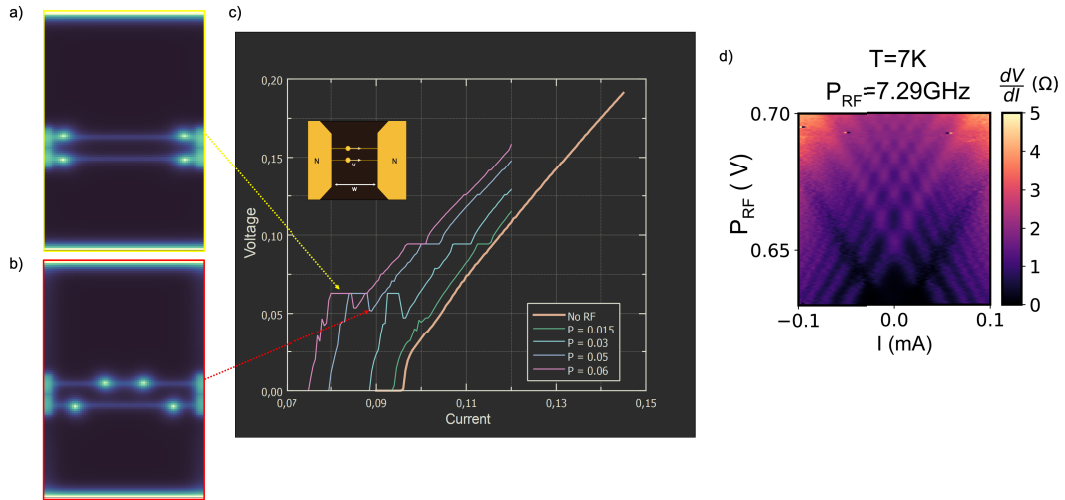 a)
b)
c)
Voltage
0,20
0,15
0,10
0,05
0,00
0,07
0,09
0,11
0,13
0,15
Current
N
N
W
No RF
P = 0.015
P = 0.03
P = 0.05
P = 0.06
d)
T=7K
P_RF=7.29GHz
dV/dI (Ω)
P_RF ( V)
0.70
0.65
−0.1
0.0
0.1
I (mA)
5
4
3
2
1
0